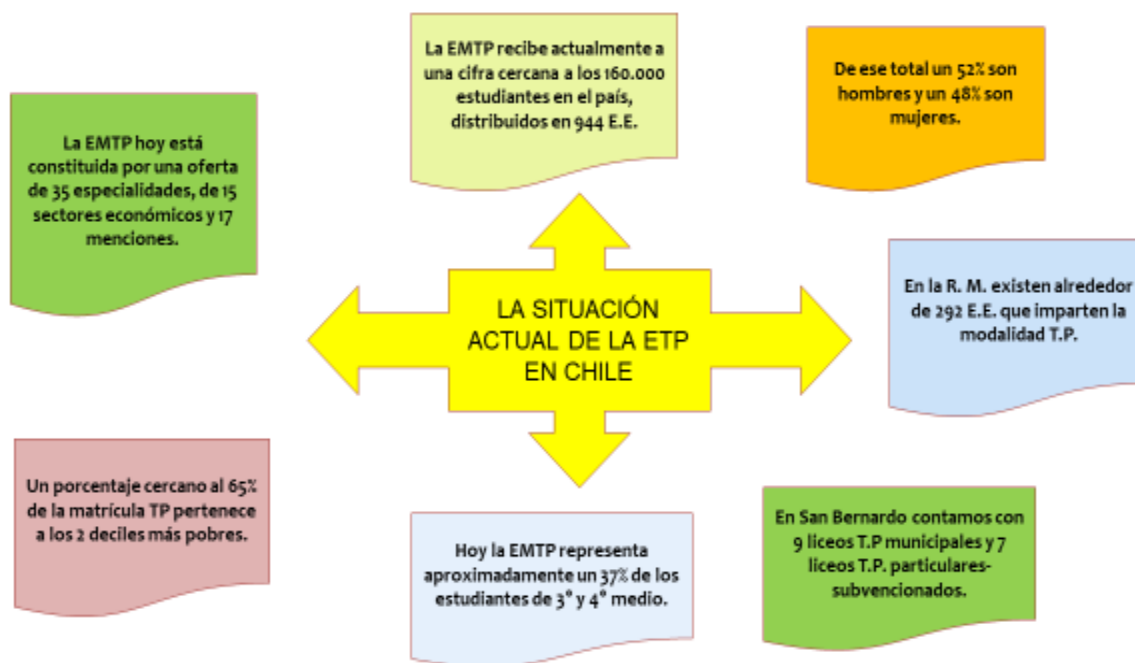 La EMTP recibe actualmente a
una cifra cercana a los 160.000
estudiantes en el país,
distribuidos en 944 E.E.
De ese total un 52% son
hombres y un 48% son
mujeres.
La EMTP hoy está
constituida por una oferta
de 35 especialidades, de 15
sectores económicos y 17
menciones.
En la R. M. existen alrededor
de 292 E.E. que imparten la
modalidad T.P.
LA SITUACIÓN
ACTUAL DE LA ETP
EN CHILE
Un porcentaje cercano al 65%
de la matrícula TP pertenece
a los 2 deciles más pobres.
Hoy la EMTP representa
aproximadamente un 37% de los
estudiantes de 3° y 4° medio.
En San Bernardo contamos con
9 liceos T.P municipales y 7
liceos T.P. particulares-
subvencionados.